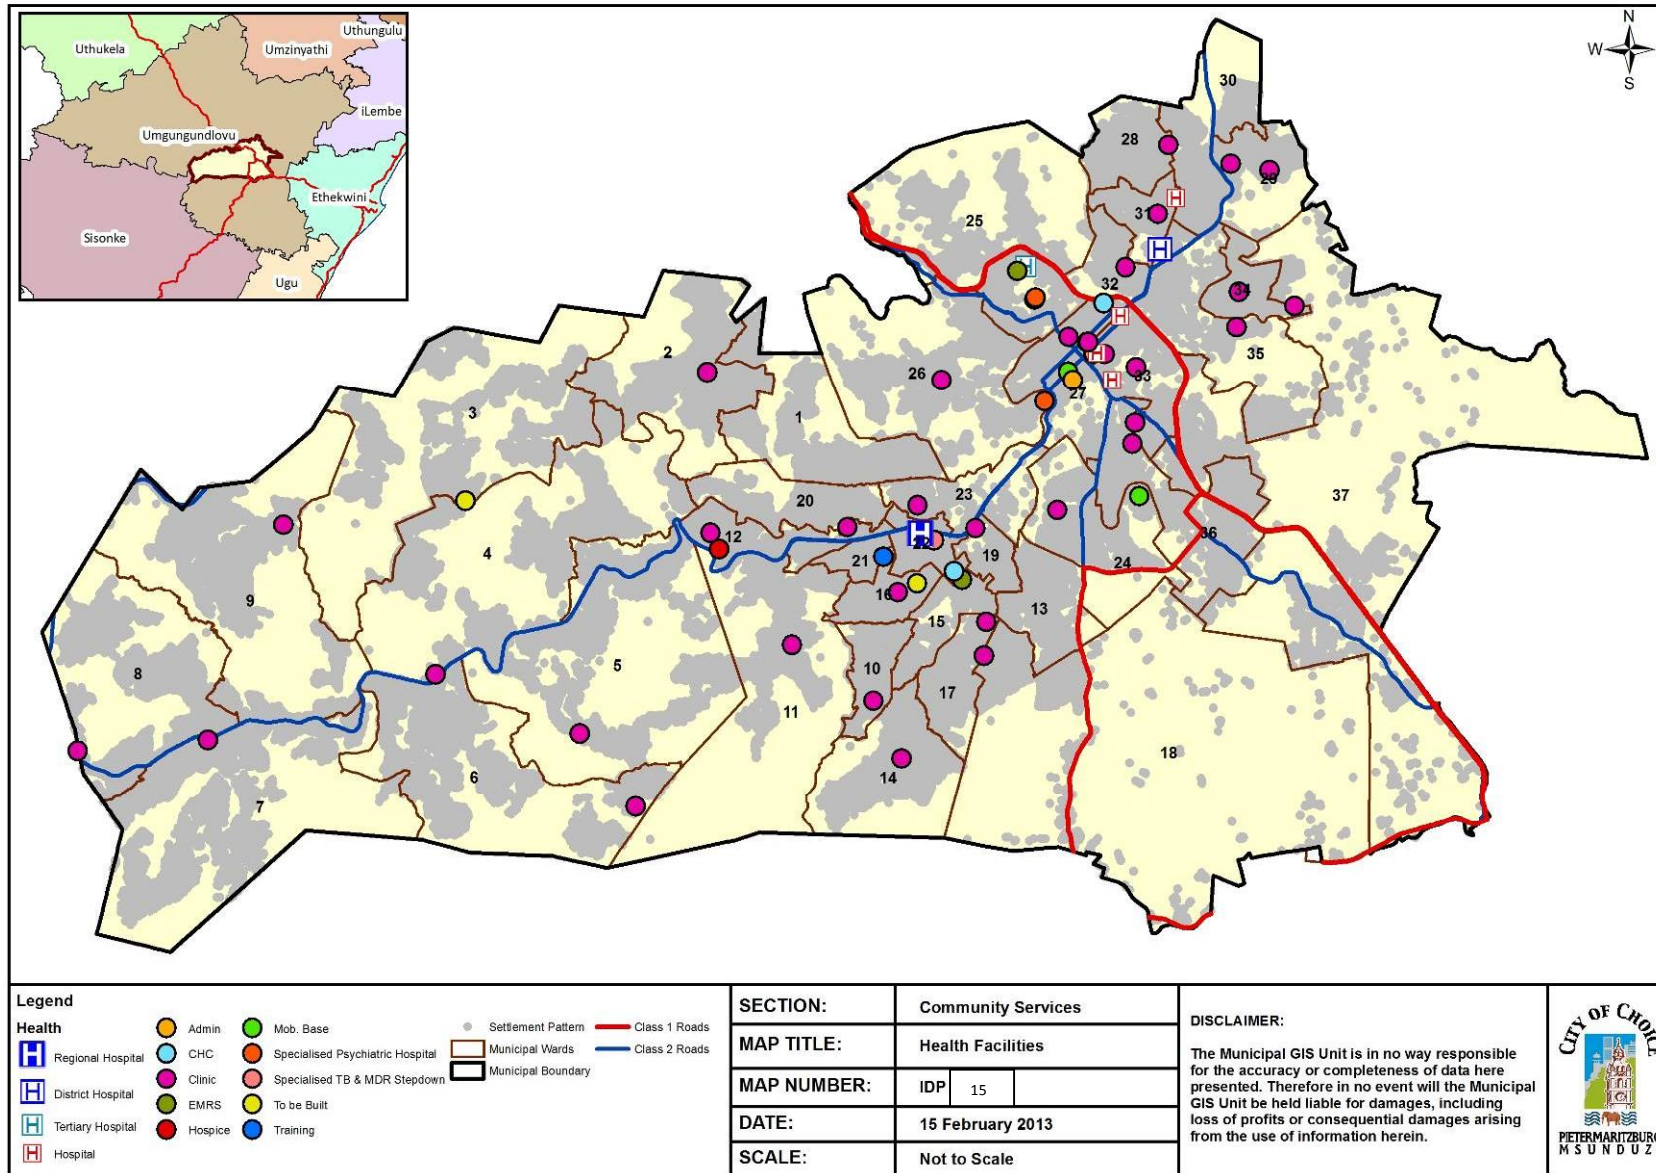 Uthungulu
Uthukela
Umzinyathi
iLembe
Umgungundlovu
Ethekwini
Sisonke
Ugu
N
W
E
S
30
28
29
31
25
32
34
35
2
26
33
27
3
1
37
20
23
12
22
36
4
21
19
24
9
16
13
15
5
8
10
17
11
18
14
6
7
Legend
Health
Regional Hospital
District Hospital
Tertiary Hospital
Hospital
Admin
CHC
Clinic
EMRS
Hospice
Mob. Base
Specialised Psychiatric Hospital
Specialised TB & MDR Stepdown
To be Built
Training
Settlement Pattern
Municipal Wards
Municipal Boundary
Class 1 Roads
Class 2 Roads
SECTION: Community Services
MAP TITLE: Health Facilities
MAP NUMBER: IDP 15
DATE: 15 February 2013
SCALE: Not to Scale
DISCLAIMER:
The Municipal GIS Unit is in no way responsible
for the accuracy or completeness of data here
presented. Therefore in no event will the Municipal
GIS Unit be held liable for damages, including
loss of profits or consequential damages arising
from the use of information herein.
CITY OF CHOICE
PIETERMARITZBURG
MSUNDUZI